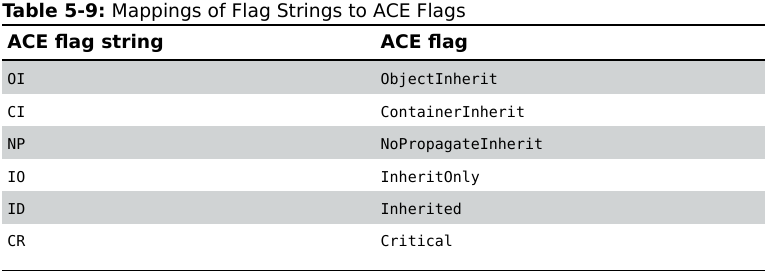 Table 5-9: Mappings of Flag Strings to ACE Flags
ACE flag string ACE flag
OI ObjectInherit
CI ContainerInherit
NP NoPropagateInherit
IO InheritOnly
ID Inherited
CR Critical